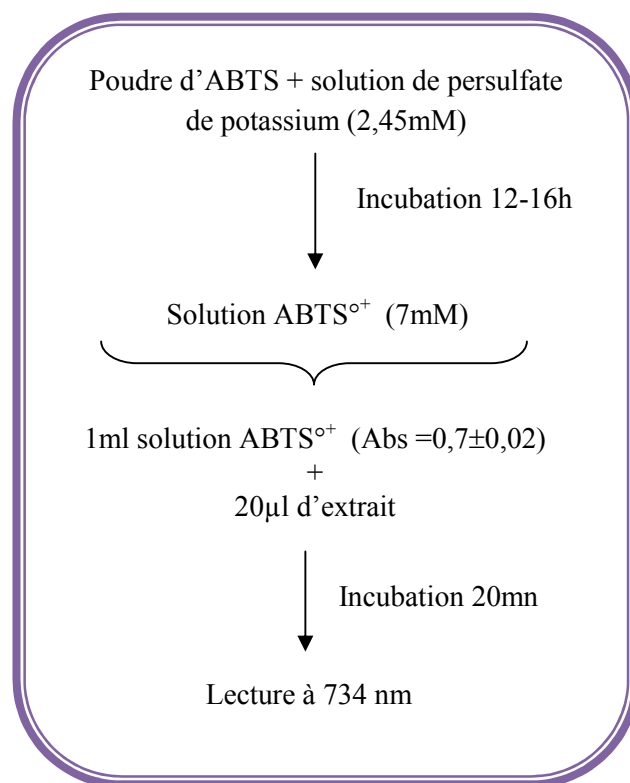 Poudre d’ABTS + solution de persulfate
de potassium (2,45mM)
Incubation 12-16h
Solution ABTS°⁺ (7mM)
1ml solution ABTS°⁺ (Abs =0,7±0,02)
+
20µl d’extrait
Incubation 20mn
Lecture à 734 nm